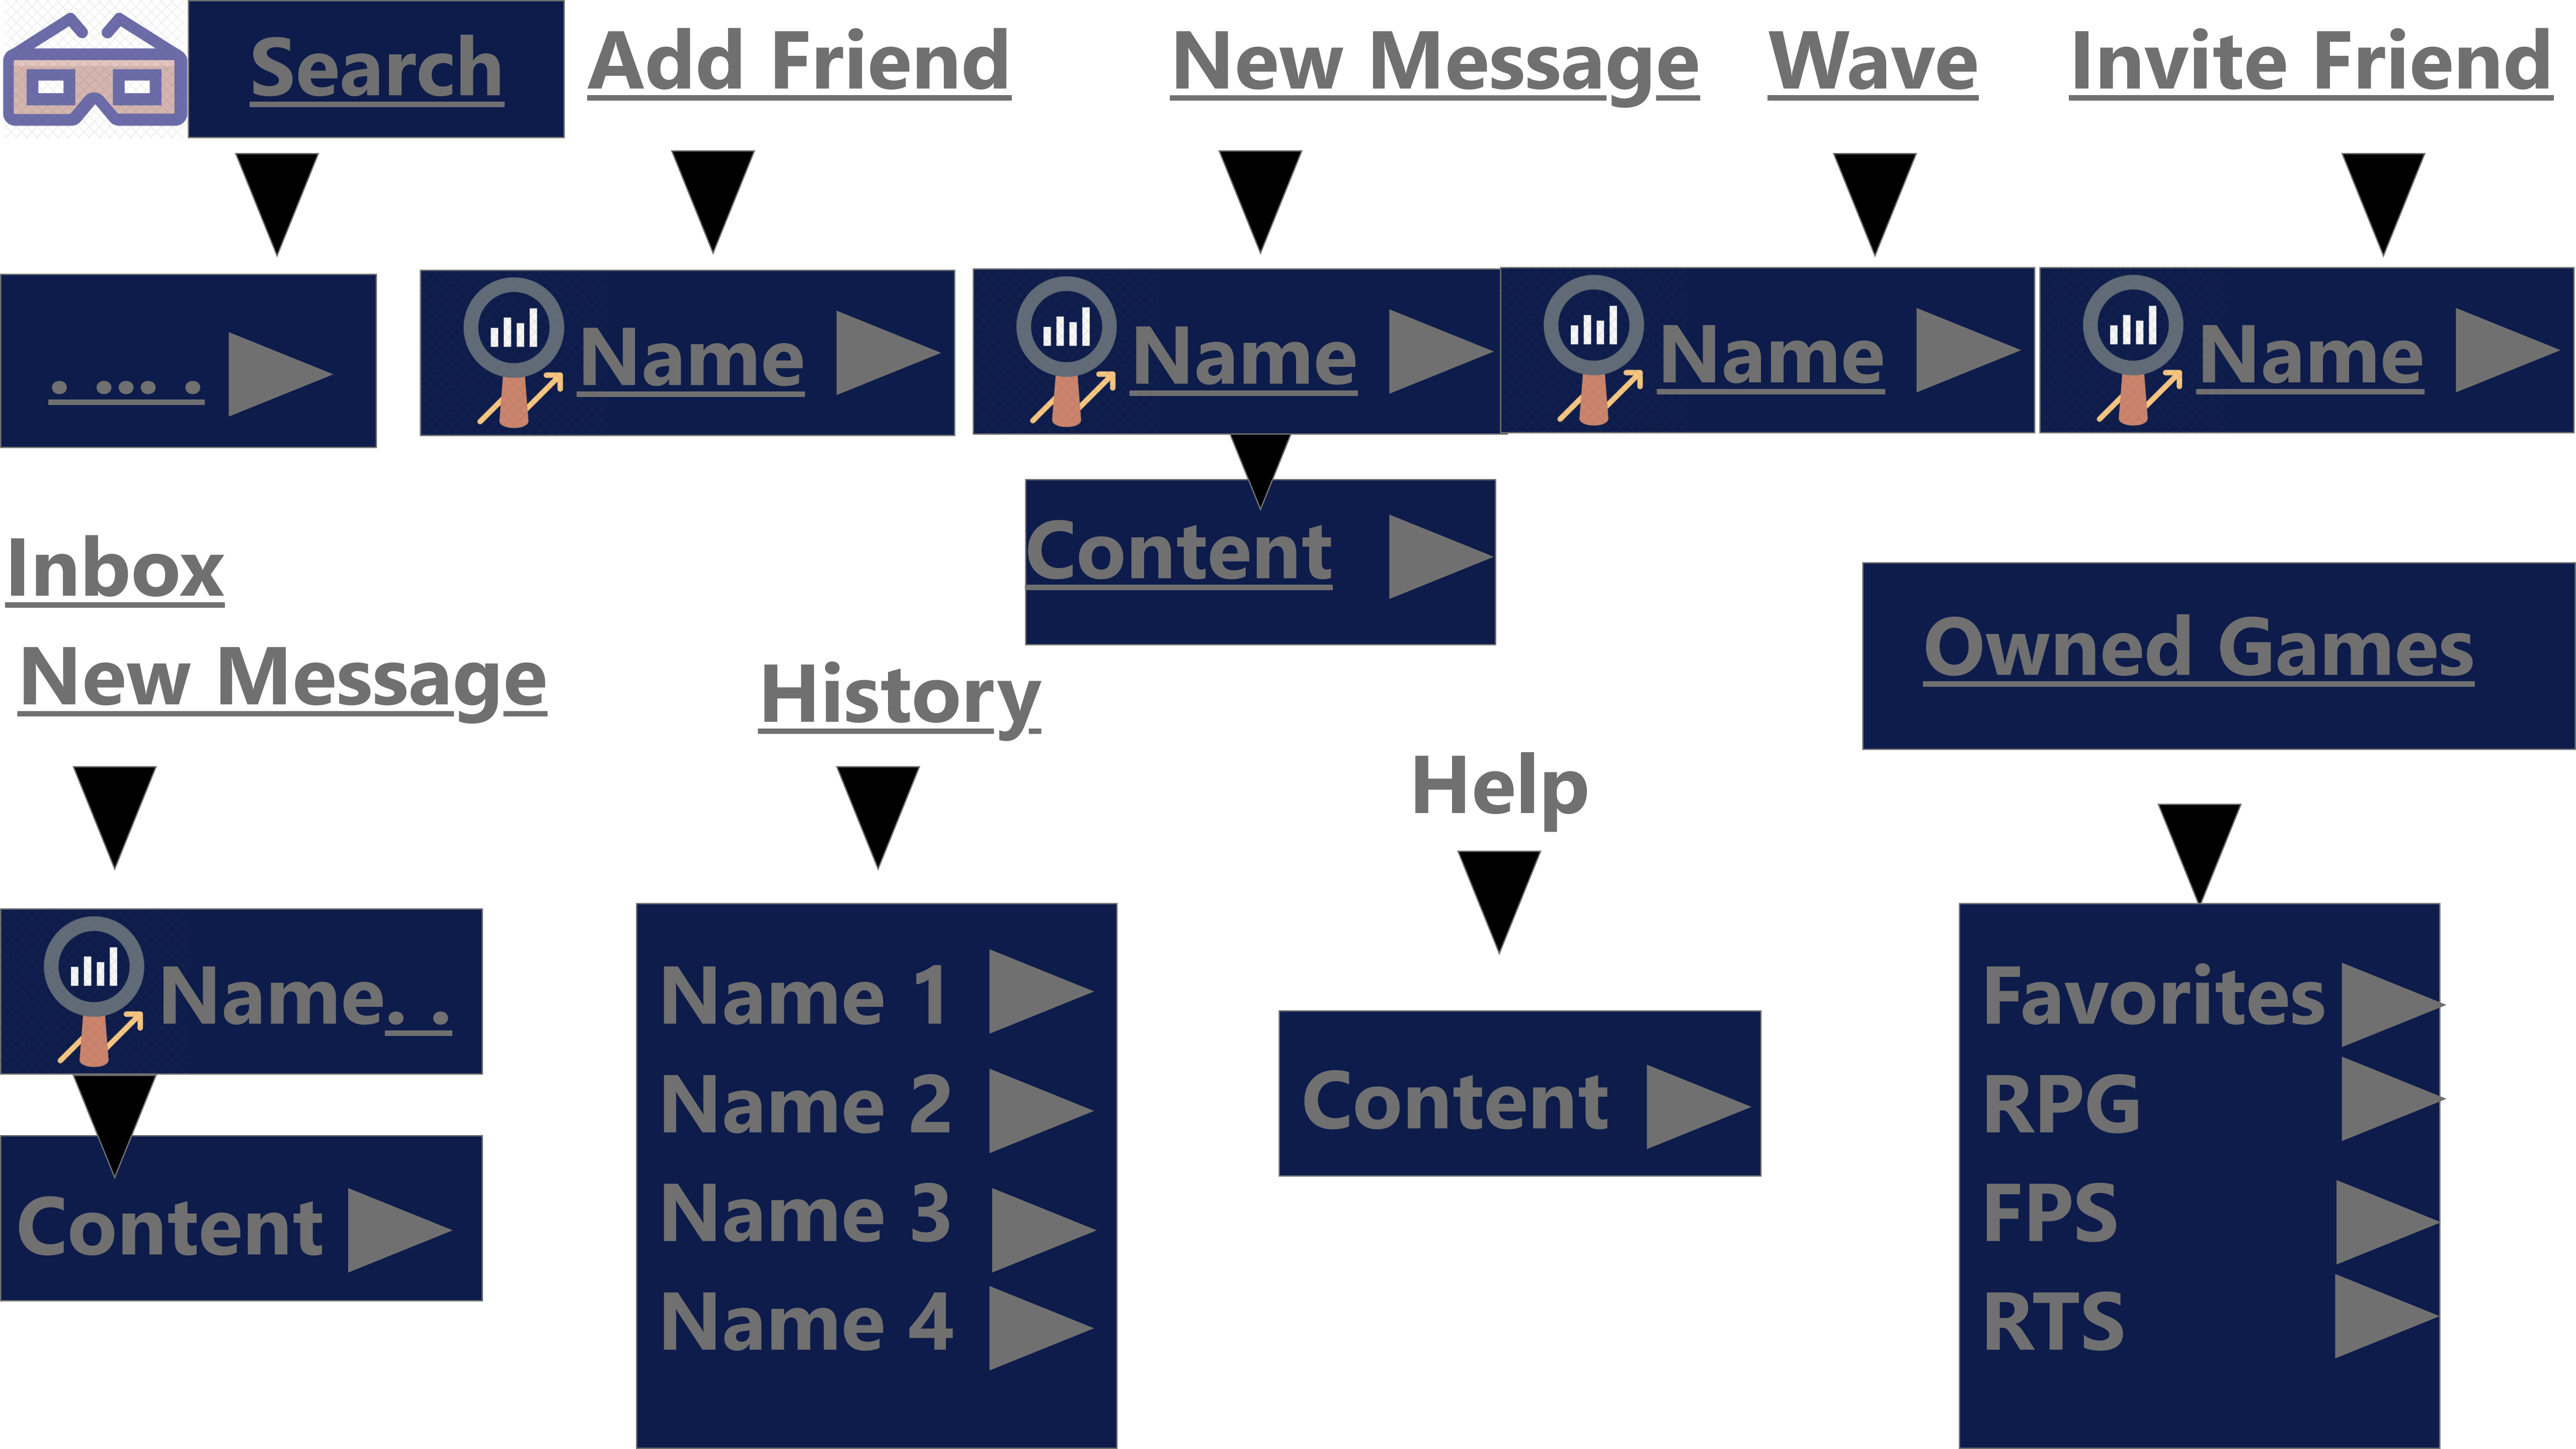 Search
Add Friend
New Message
Wave
Invite Friend
. .... .
Name
Name
Name
Name
Content
Inbox
New Message
History
Help
Owned Games
Name. .
Content
Name 1
Name 2
Name 3
Name 4
Content
Favorites
RPG
FPS
RTS